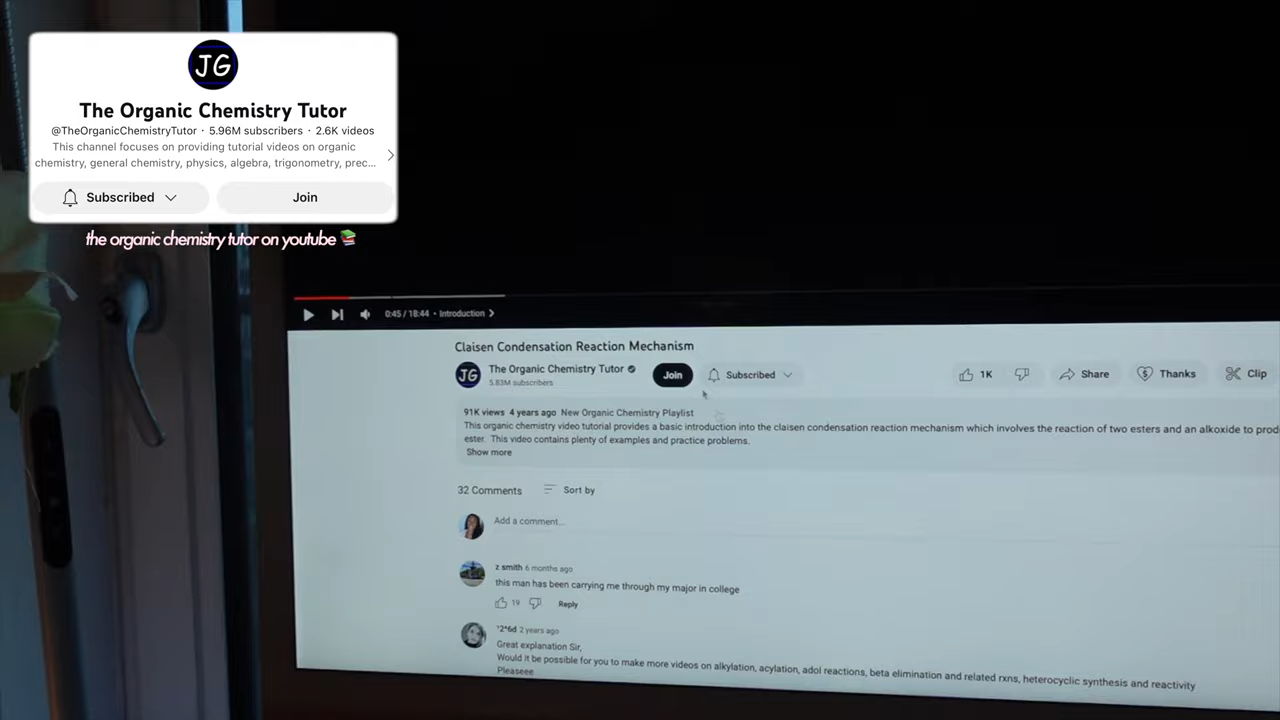 JG
The Organic Chemistry Tutor
@TheOrganicChemistryTutor · 5.96M subscribers · 2.6K videos
This channel focuses on providing tutorial videos on organic
chemistry, general chemistry, physics, algebra, trigonometry, prec...
Subscribed
Join
the organic chemistry tutor on youtube 📚
0:45 / 18:44 • Introduction
Claisen Condensation Reaction Mechanism
JG
The Organic Chemistry Tutor
5.83M subscribers
Join
Subscribed
1K
Share
Thanks
Clip
91K views 4 years ago New Organic Chemistry Playlist
This organic chemistry video tutorial provides a basic introduction into the claisen condensation reaction mechanism which involves the reaction of two esters and an alkoxide to prod
ester. This video contains plenty of examples and practice problems.
Show more
32 Comments
Sort by
Add a comment...
z smith 6 months ago
this man has been carrying me through my major in college
19
Reply
2 years ago
Great explanation Sir,
Would it be possible for you to make more videos on alkylation, acylation, adol reactions, beta elimination and related rxns, heterocyclic synthesis and reactivity
Pleaseee